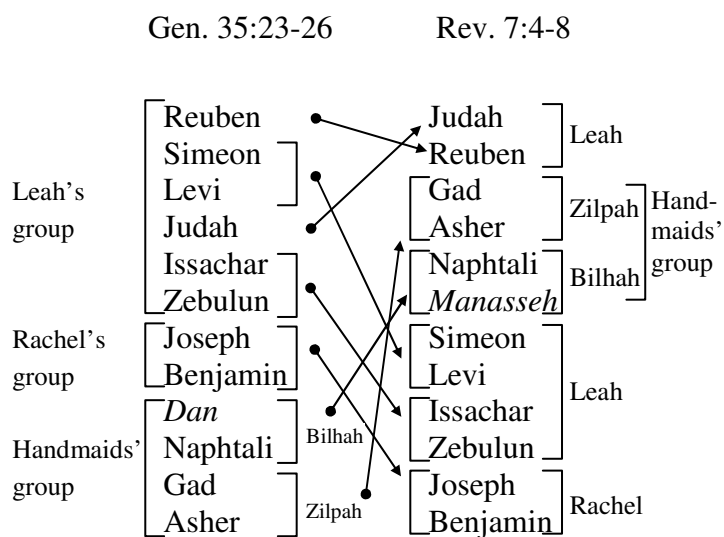 Gen. 35:23-26
Rev. 7:4-8
Leah's
group
Reuben
Simeon
Levi
Judah
Issachar
Zebulun
Rachel's
group
Joseph
Benjamin
Handmaids'
group
Dan
Naphtali
Bilhah
Gad
Asher
Zilpah
Judah
Reuben
Leah
Gad
Asher
Zilpah
Naphtali
Manasseh
Bilhah
Hand-
maids'
group
Simeon
Levi
Issachar
Zebulun
Leah
Joseph
Benjamin
Rachel